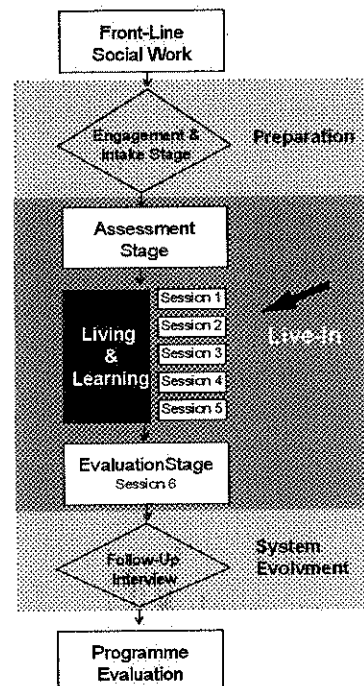 Front-Line
Social Work
Engagement &
Intake Stage
Preparation
Assessment
Stage
Living
&
Learning
Session 1
Session 2
Session 3
Session 4
Session 5
Live-in
EvaluationStage
Session 6
Follow-Up
Interview
System
Evolvment
Programme
Evaluation